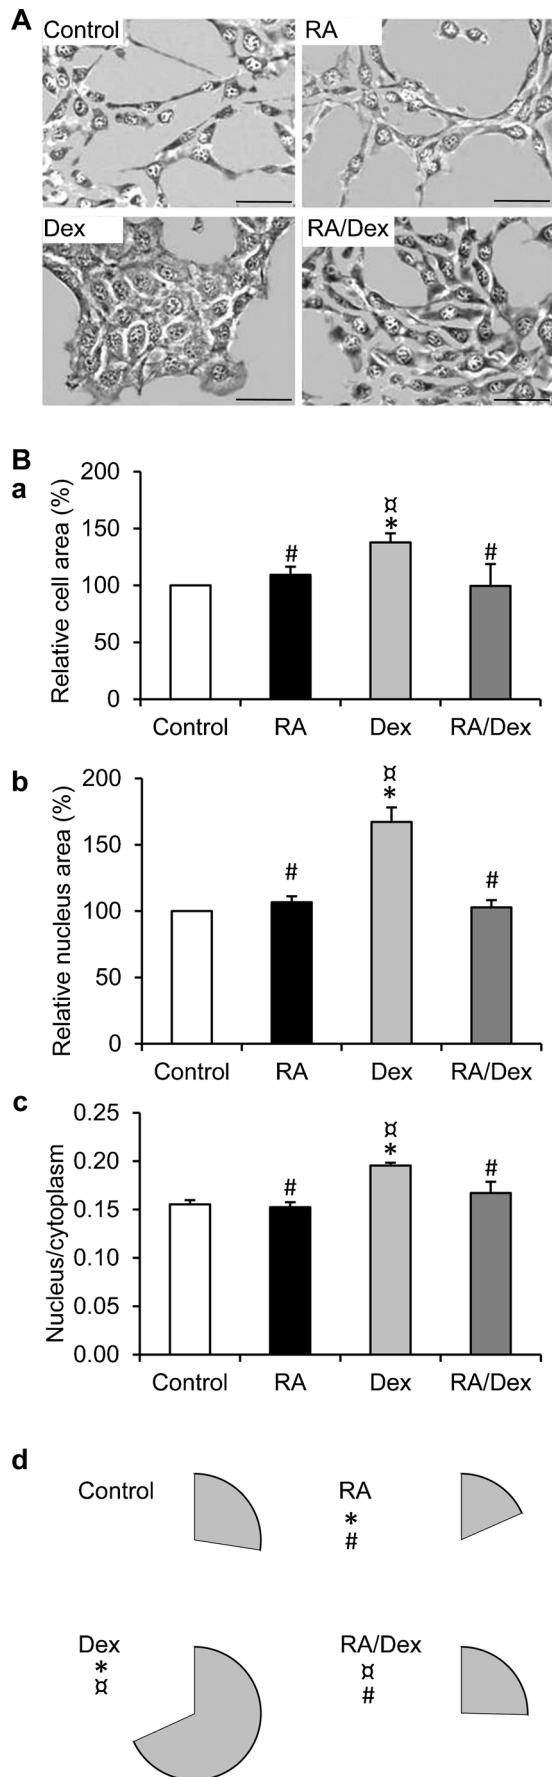 A
Control
RA
Dex
RA/Dex
B
a
Relative cell area (%)
200
150
100
50
0
#
¤
*
#
Control RA Dex RA/Dex
b
Relative nucleus area (%)
200
150
100
50
0
#
¤
*
#
Control RA Dex RA/Dex
c
Nucleus/cytoplasm
0.25
0.20
0.15
0.10
0.05
0.00
#
¤
*
#
Control RA Dex RA/Dex
d
Control
RA
*
#
Dex
*
¤
RA/Dex
¤
#